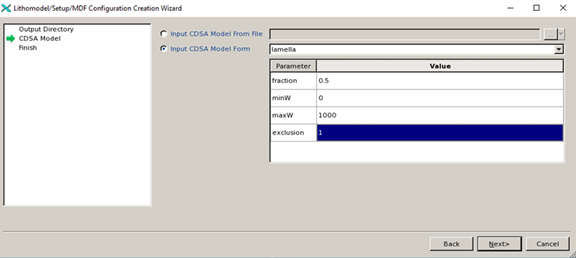 Lithomodel/Setup/MDF Configuration Creation Wizard
Output Directory
CDSA Model
Finish
Input CDSA Model From File
...
Input CDSA Model Form
lamella
Parameter Value
fraction 0.5
minW 0
maxW 1000
exclusion 1
Back Next> Cancel